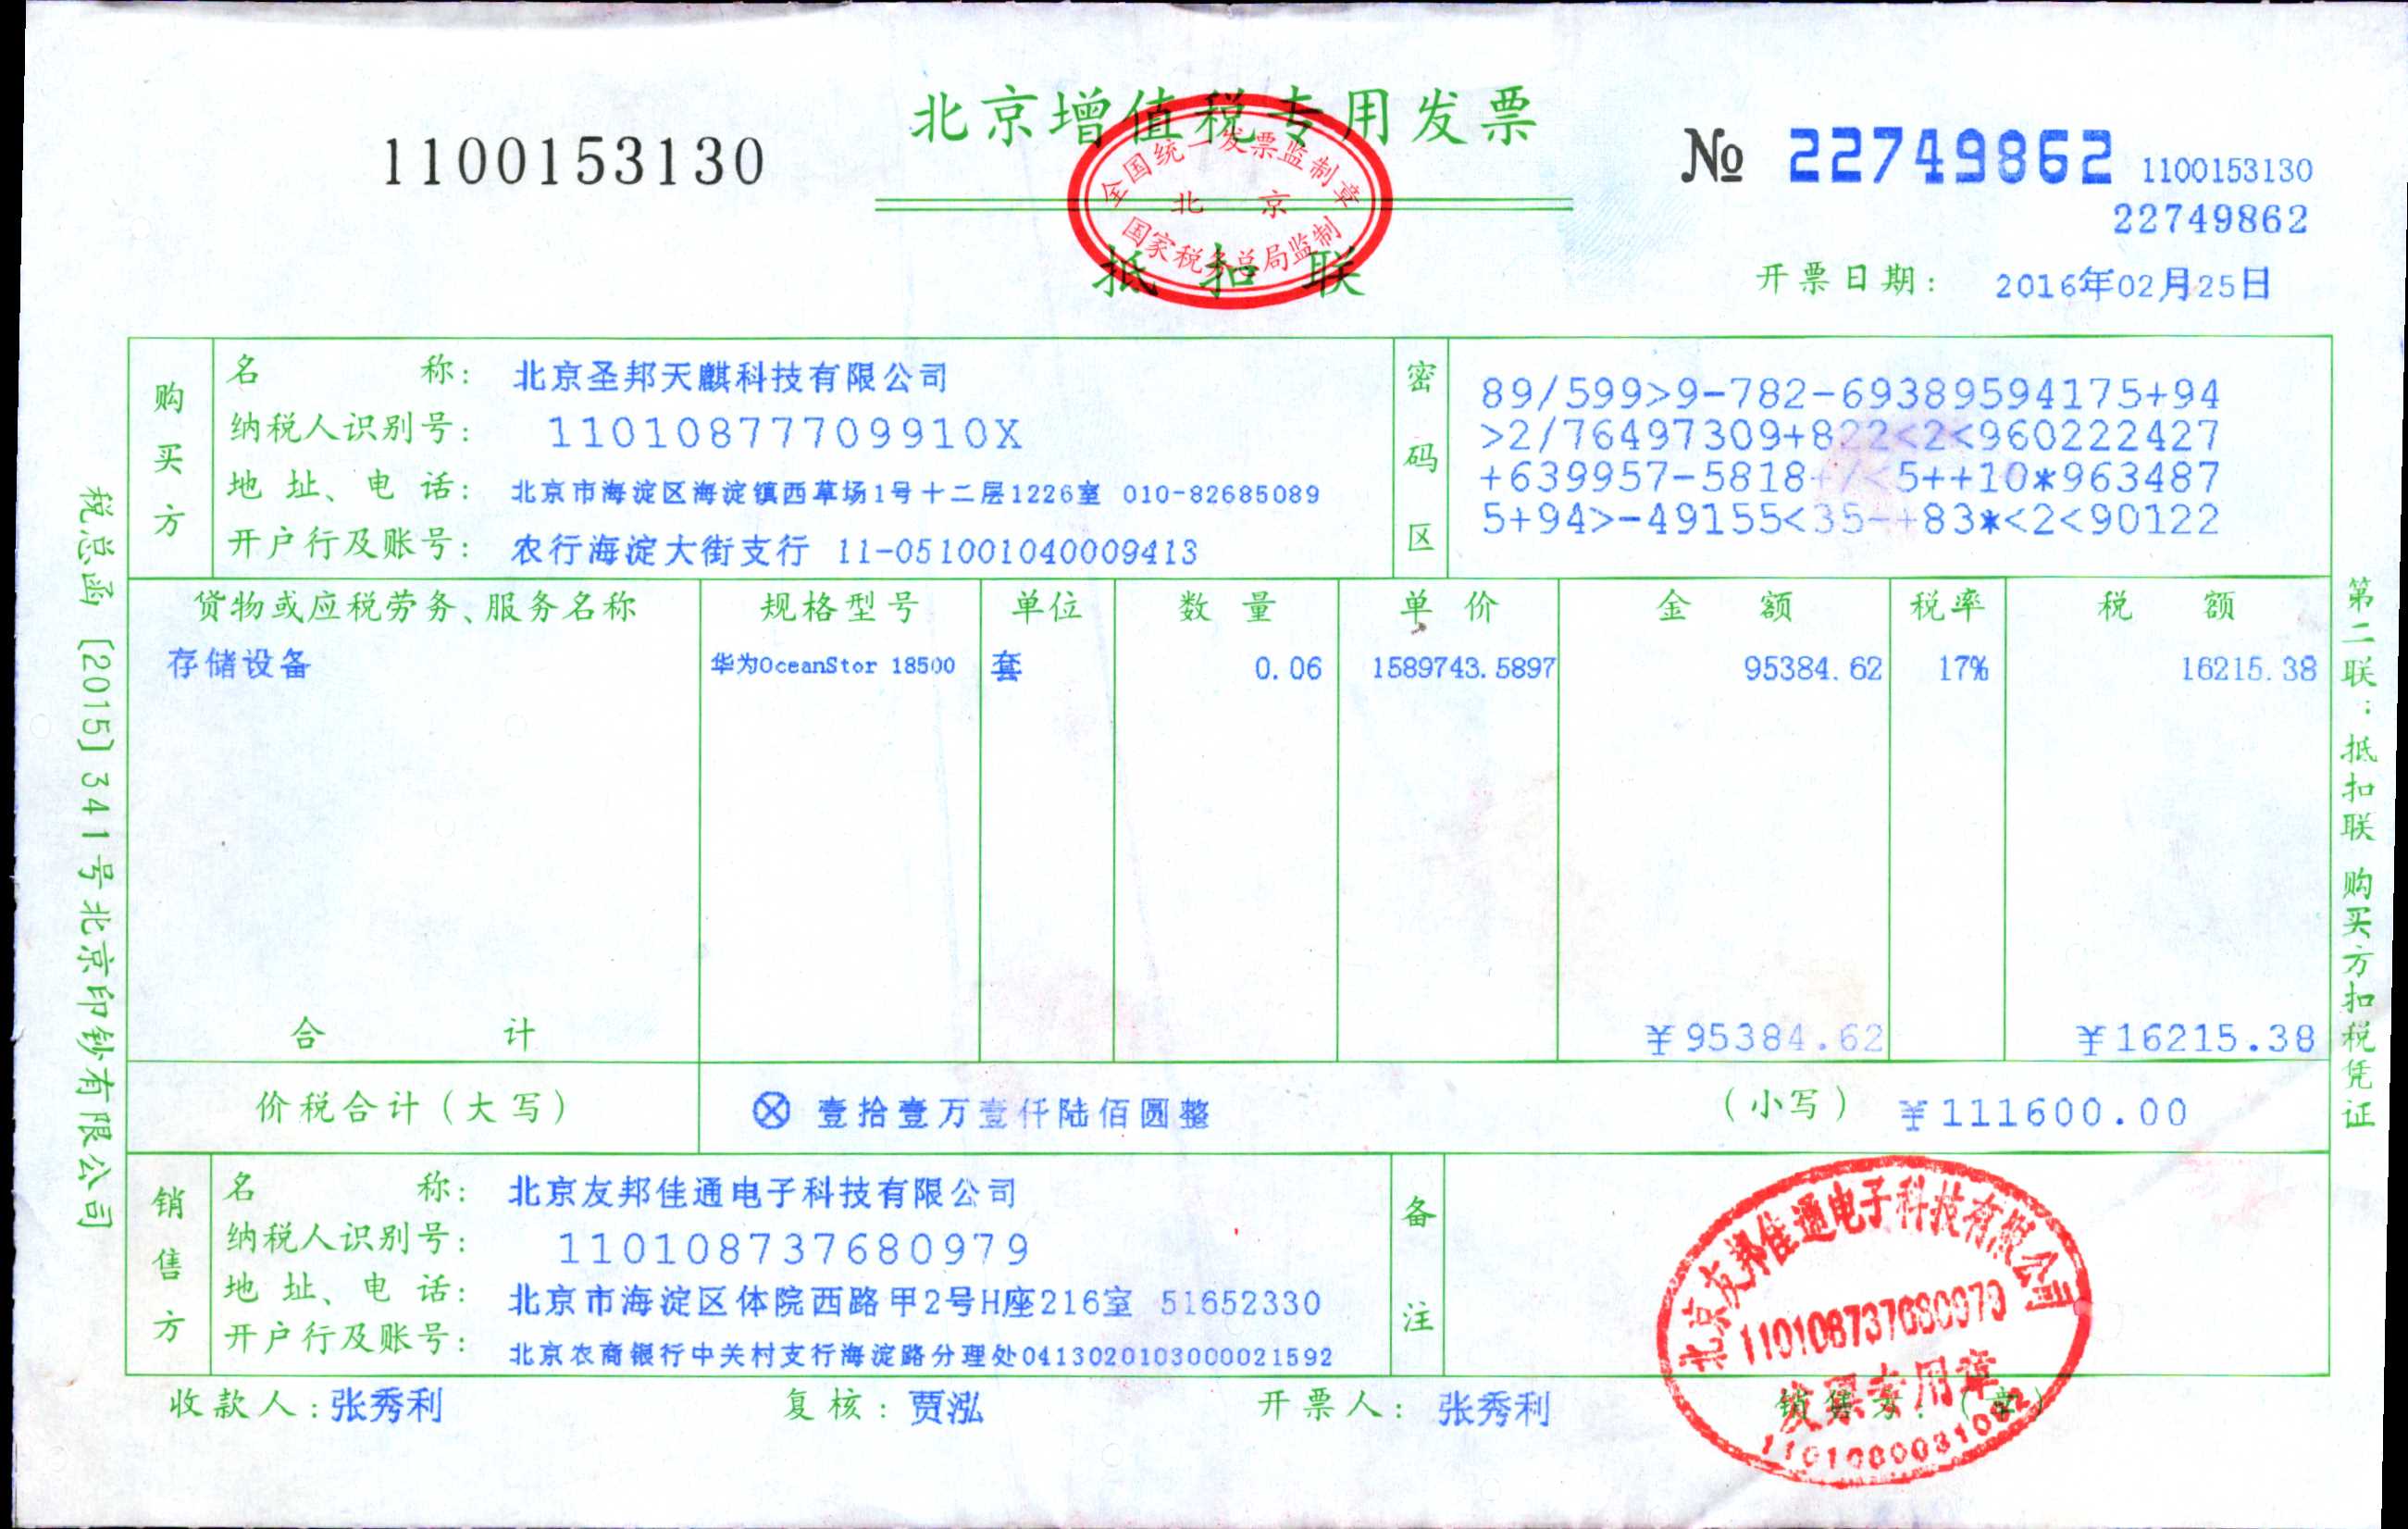 北京增值税专用发票
1100153130
№ 22749862 1100153130
22749862
全国统一发票监制章
北京
国家税务总局监制
抵扣联
开票日期: 2016年02月25日
购买方
名称: 北京圣邦天麒科技有限公司
纳税人识别号: 11010877709910X
地址、电话: 北京市海淀区海淀镇西草场1号十二层1226室 010-82685089
开户行及账号: 农行海淀大街支行 11-051001040009413
密码区
89/599>9-782-69389594175+94
>2/76497309+822<2<960222427
+639957-5818+/<5++10*963487
5+94>-49155<35-+83*<2<90122
货物或应税劳务、服务名称 规格型号 单位 数量 单价 金额 税率 税额
存储设备 华为OceanStor 18500 套 0.06 1589743.5897 95384.62 17% 16215.38
合计 ¥95384.62 ¥16215.38
价税合计(大写) ⊗ 壹拾壹万壹仟陆佰圆整 (小写) ¥111600.00
销售方
名称: 北京友邦佳通电子科技有限公司
纳税人识别号: 110108737680979
地址、电话: 北京市海淀区体院西路甲2号H座216室 51652330
开户行及账号: 北京农商银行中关村支行海淀路分理处0413020103000021592
备注
北京友邦佳通电子科技有限公司
110108737680979
发票专用章
收款人: 张秀利 复核: 贾泓 开票人: 张秀利 销售方:(章)
税总函〔2015〕341号北京印钞有限公司
第二联:抵扣联 购买方扣税凭证